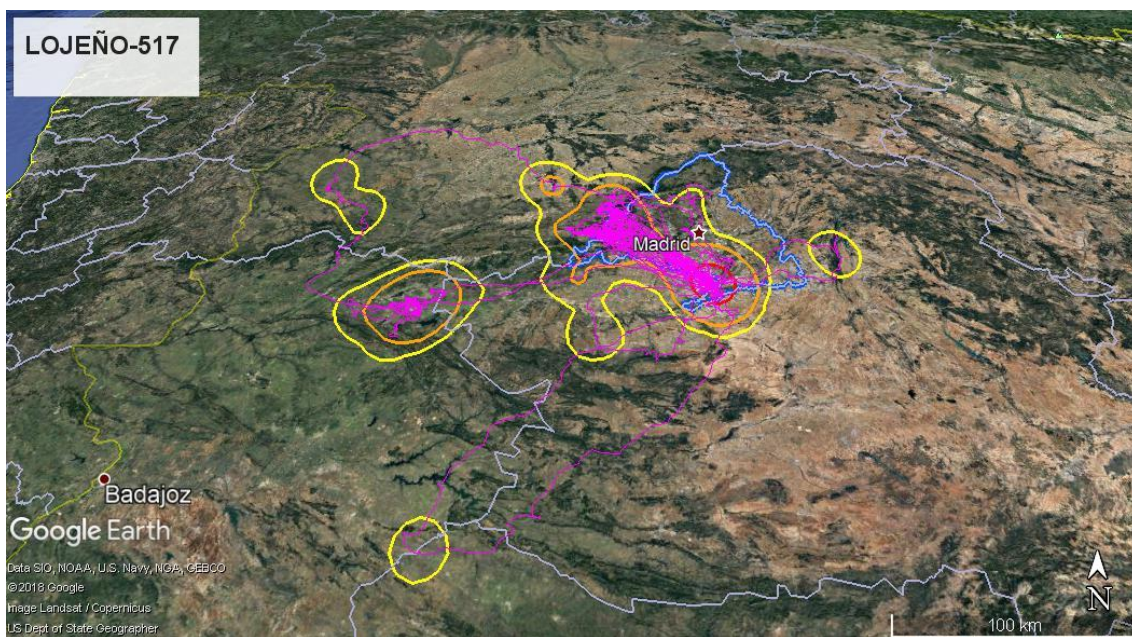 LOJEÑO-517
Madrid
Badajoz
Google Earth
Data SIO, NOAA, U.S. Navy, NGA, GEBCO
©2018 Google
Image Landsat / Copernicus
US Dept of State Geographer
N
100 km